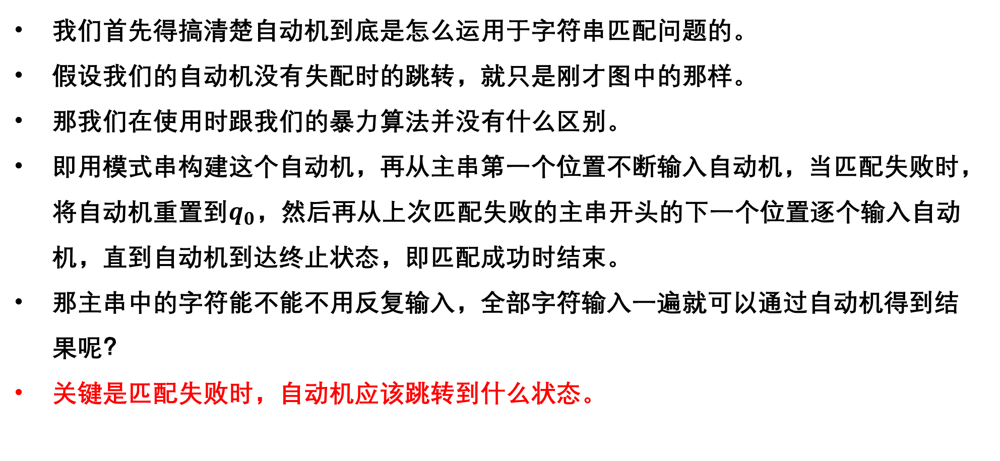 • 我们首先得搞清楚自动机到底是怎么运用于字符串匹配问题的。
• 假设我们的自动机没有失配时的跳转，就只是刚才图中的那样。
• 那我们在使用时跟我们的暴力算法并没有什么区别。
• 即用模式串构建这个自动机，再从主串第一个位置不断输入自动机，当匹配失败时，
将自动机重置到q₀，然后再从上次匹配失败的主串开头的下一个位置逐个输入自动
机，直到自动机到达终止状态，即匹配成功时结束。
• 那主串中的字符能不能不用反复输入，全部字符输入一遍就可以通过自动机得到结
果呢？
• 关键是匹配失败时，自动机应该跳转到什么状态。